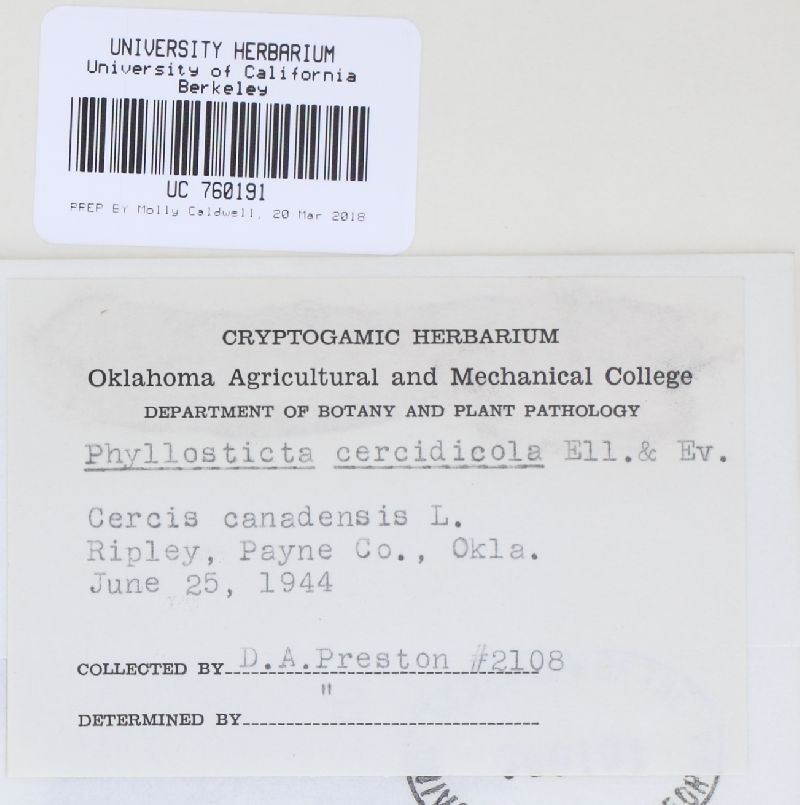 UNIVERSITY HERBARIUM
University of California
Berkeley
UC 760191
PREP BY Molly Caldwell, 20 Mar 2018
CRYPTOGAMIC HERBARIUM
Oklahoma Agricultural and Mechanical College
DEPARTMENT OF BOTANY AND PLANT PATHOLOGY
Phyllosticta cercidicola Ell.& Ev.
Cercis canadensis L.
Ripley, Payne Co., Okla.
June 25, 1944
COLLECTED BY D.A.Preston #2108
"
DETERMINED BY